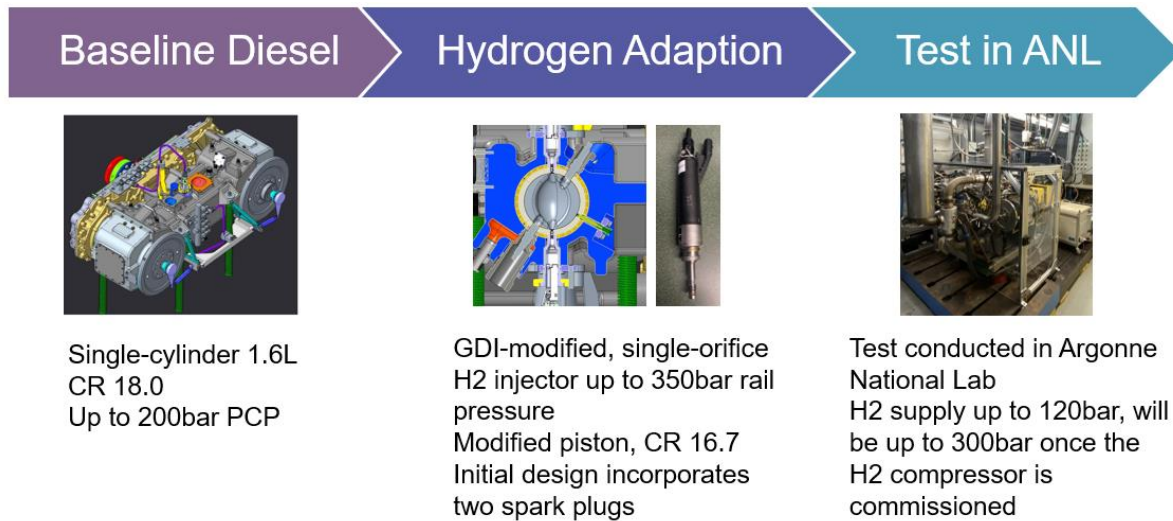 Baseline Diesel
Hydrogen Adaption
Test in ANL
Single-cylinder 1.6L
CR 18.0
Up to 200bar PCP
GDI-modified, single-orifice
H2 injector up to 350bar rail
pressure
Modified piston, CR 16.7
Initial design incorporates
two spark plugs
Test conducted in Argonne
National Lab
H2 supply up to 120bar, will
be up to 300bar once the
H2 compressor is
commissioned